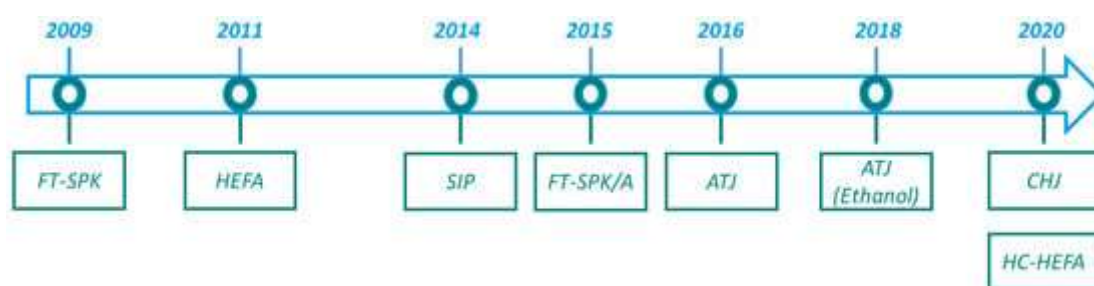 2009 2011 2014 2015 2016 2018 2020
FT-SPK HEFA SIP FT-SPK/A ATJ ATJ CHJ
(Ethanol)
HC-HEFA